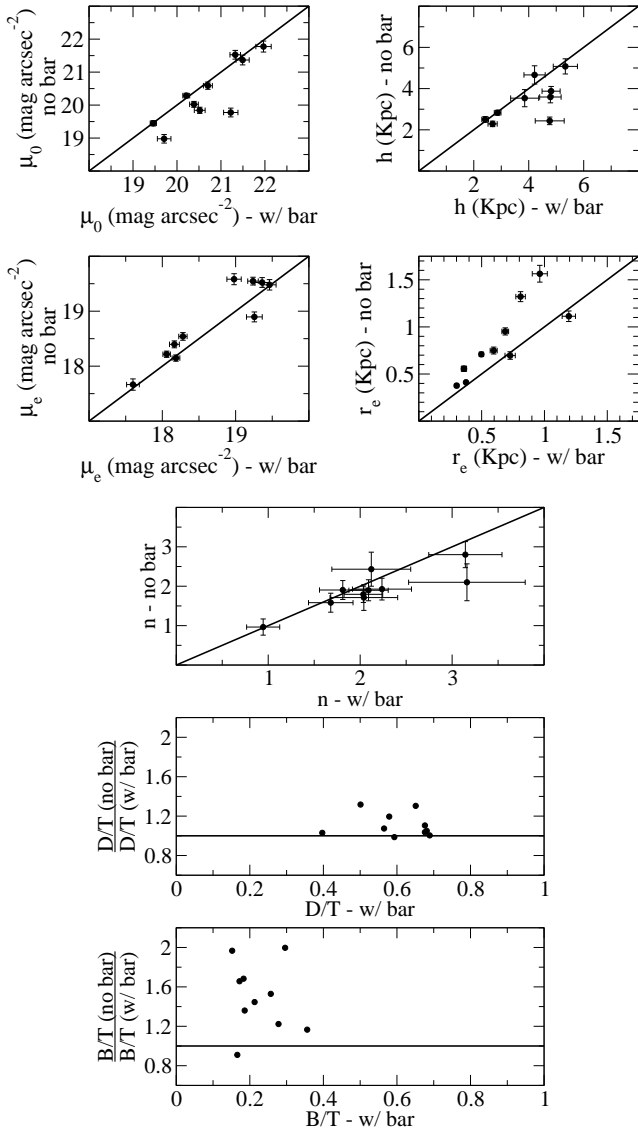 22
21
20
19
19 20 21 22
μ0 (mag arcsec-2)
no bar
μ0 (mag arcsec-2) - w/ bar
8
6
4
2
2 4 6
h (Kpc) - no bar
h (Kpc) - w/ bar
19
18
18 19
μe (mag arcsec-2)
no bar
μe (mag arcsec-2) - w/ bar
1.5
1
0.5
0.5 1 1.5
re (Kpc) - no bar
re (Kpc) - w/ bar
3
2
1
1 2 3
n - no bar
n - w/ bar
2
1.6
1.2
0.8
0 0.2 0.4 0.6 0.8 1
D/T (no bar)
D/T (w/ bar)
D/T - w/ bar
2
1.6
1.2
0.8
0 0.2 0.4 0.6 0.8 1
B/T (no bar)
B/T (w/ bar)
B/T - w/ bar